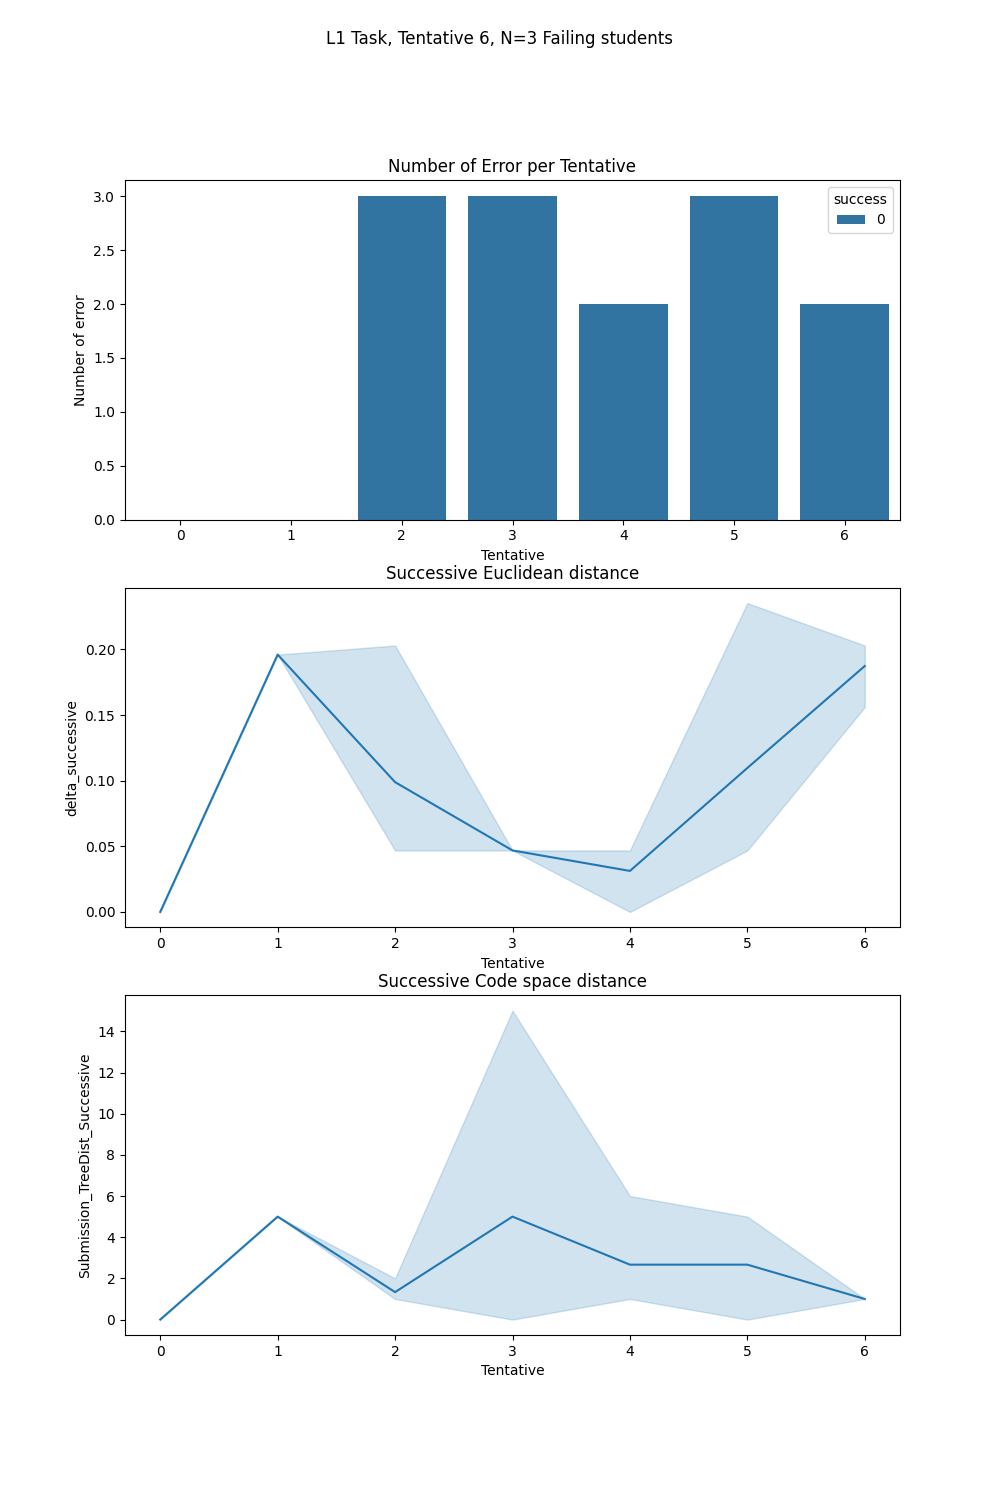 L1 Task, Tentative 6, N=3 Failing students
Number of Error per Tentative
success
0
3.0
2.5
2.0
1.5
1.0
0.5
0.0
Number of error
0 1 2 3 4 5 6
Tentative
Successive Euclidean distance
0.20
0.15
0.10
0.05
0.00
delta_successive
0 1 2 3 4 5 6
Tentative
Successive Code space distance
14
12
10
8
6
4
2
0
Submission_TreeDist_Successive
0 1 2 3 4 5 6
Tentative